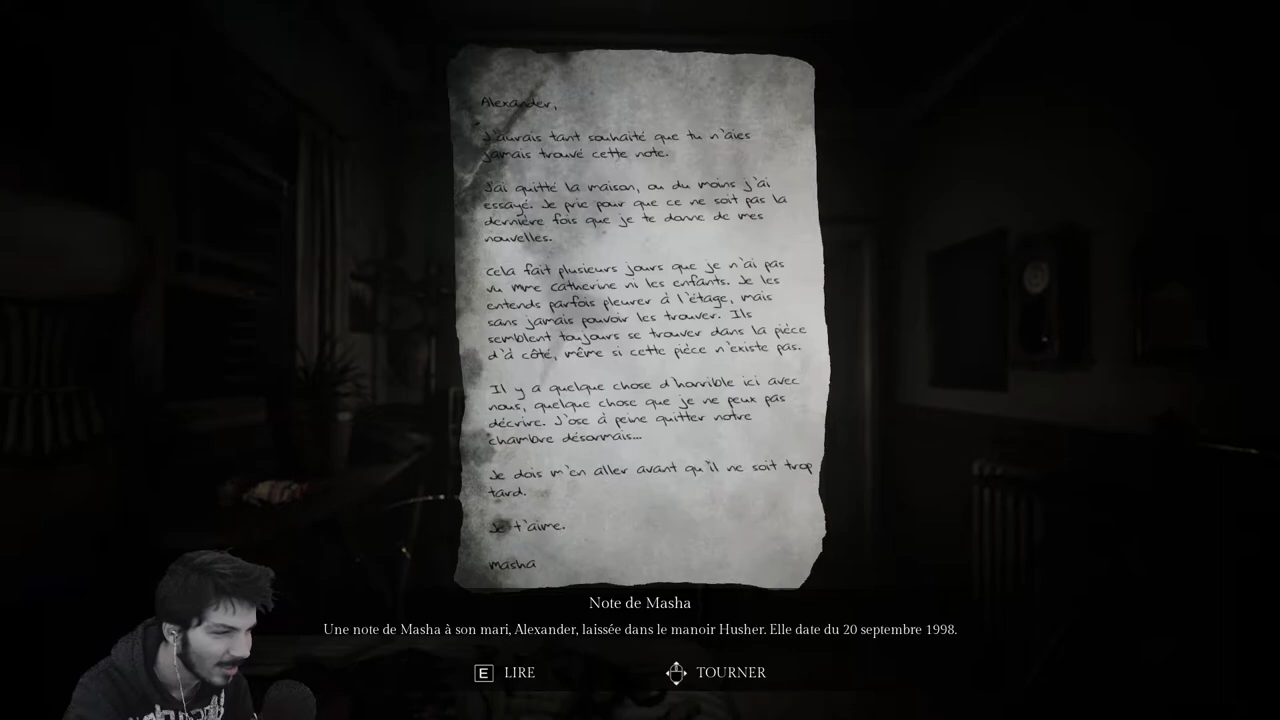 Alexander,
J'aurais tant souhaité que tu n'aies
jamais trouvé cette note.
J'ai quitté la maison, ou du moins j'ai
essayé. Je prie pour que ce ne soit pas la
dernière fois que je te donne de mes
nouvelles.
Cela fait plusieurs jours que je n'ai pas
vu Mme Catherine ni les enfants. Je les
entends parfois pleurer à l'étage, mais
sans jamais pouvoir les trouver. Ils
semblent toujours se trouver dans la pièce
d'à côté, même si cette pièce n'existe pas.
Il y a quelque chose d'horrible ici avec
nous, quelque chose que je ne peux pas
décrire. J'ose à peine quitter notre
chambre désormais...
Je dois m'en aller avant qu'il ne soit trop
tard.
Je t'aime.
Masha
Note de Masha
Une note de Masha à son mari, Alexander, laissée dans le manoir Husher. Elle date du 20 septembre 1998.
E LIRE TOURNER